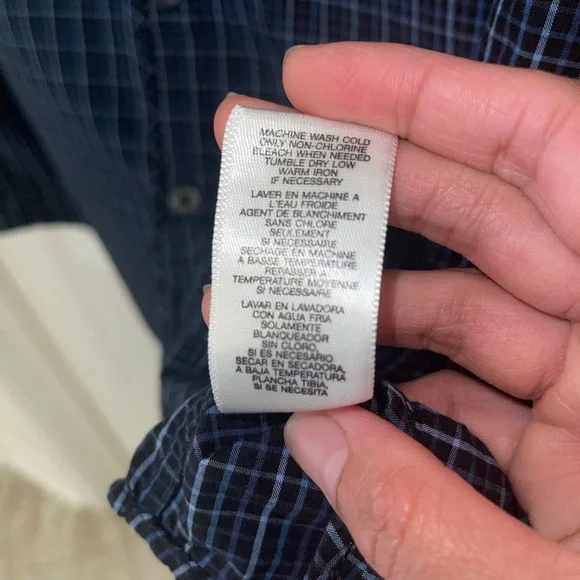 MACHINE WASH COLD
ONLY NON-CHLORINE
BLEACH WHEN NEEDED
TUMBLE DRY LOW
WARM IRON
IF NECESSARY
LAVER EN MACHINE A
L'EAU FROIDE
AGENT DE BLANCHIMENT
SANS CHLORE
SEULEMENT
SI NECESSAIRE
SECHAGE EN MACHINE
A BASSE TEMPERATURE
REPASSER A
TEMPERATURE MOYENNE
SI NECESSAIRE
LAVAR EN LAVADORA
CON AGUA FRIA
SOLAMENTE
BLANQUEADOR
SIN CLORO,
SI ES NECESARIO
SECAR EN SECADORA,
A BAJA TEMPERATURA
PLANCHA TIBIA,
SI SE NECESITA